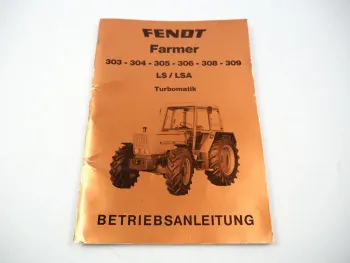 FENDT
Farmer
303 - 304 - 305 - 306 - 308 - 309
LS / LSA
Turbomatik
BETRIEBSANLEITUNG